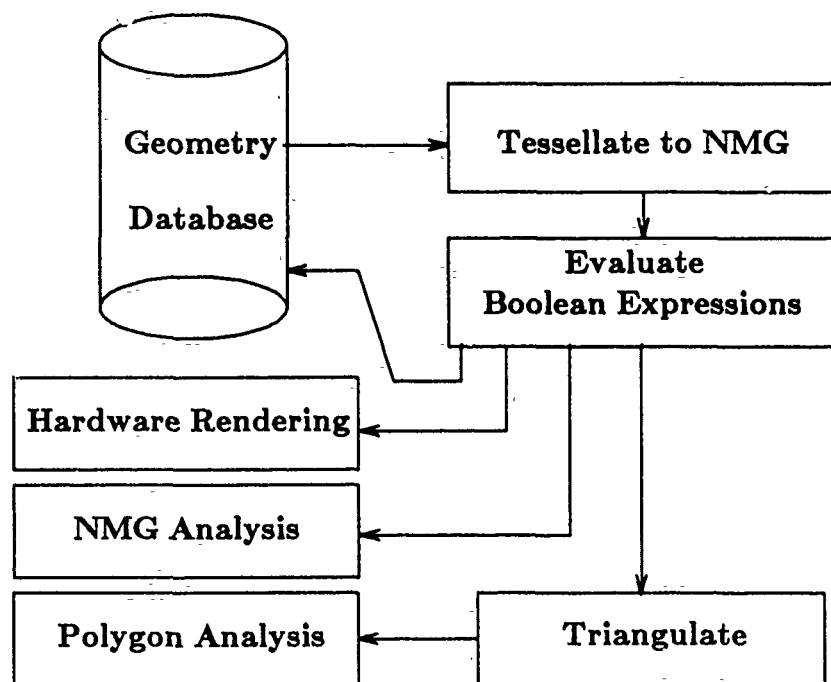 Geometry
Database
Tessellate to NMG
Evaluate
Boolean Expressions
Hardware Rendering
NMG Analysis
Polygon Analysis
Triangulate